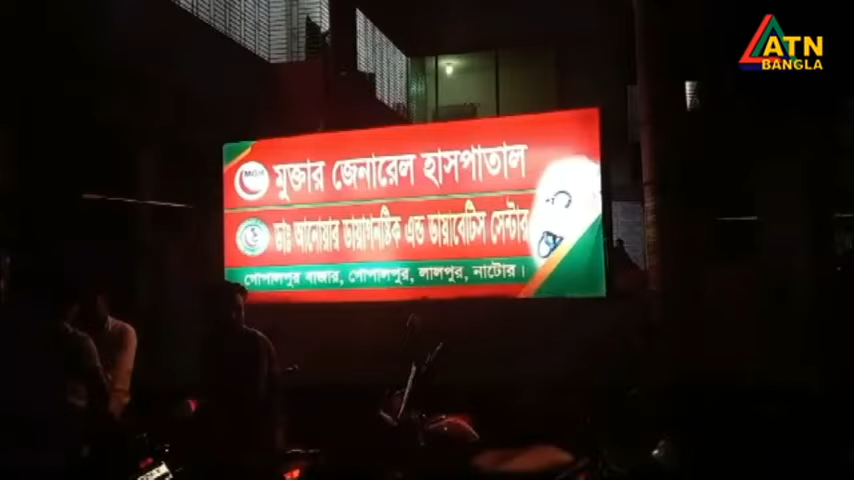 ATN
BANGLA
মুক্তার জেনারেল হাসপাতাল
ডাঃ আনোয়ার ডায়াগনষ্টিক এন্ড ডায়াবেটিস সেন্টার
গোপালপুর বাজার, গোপালপুর, লালপুর, নাটোর।